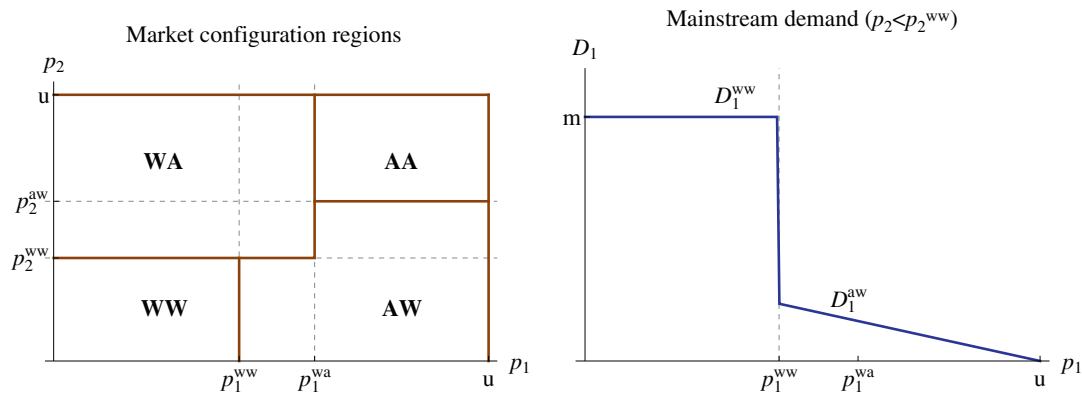 Market configuration regions
p₂
u
WA
AA
p₂ᵃʷ
p₂ʷʷ
WW
AW
p₁ʷʷ
p₁ʷᵃ
u
p₁
Mainstream demand (p₂<p₂ʷʷ)
D₁
D₁ʷʷ
m
D₁ᵃʷ
p₁ʷʷ
p₁ʷᵃ
u
p₁